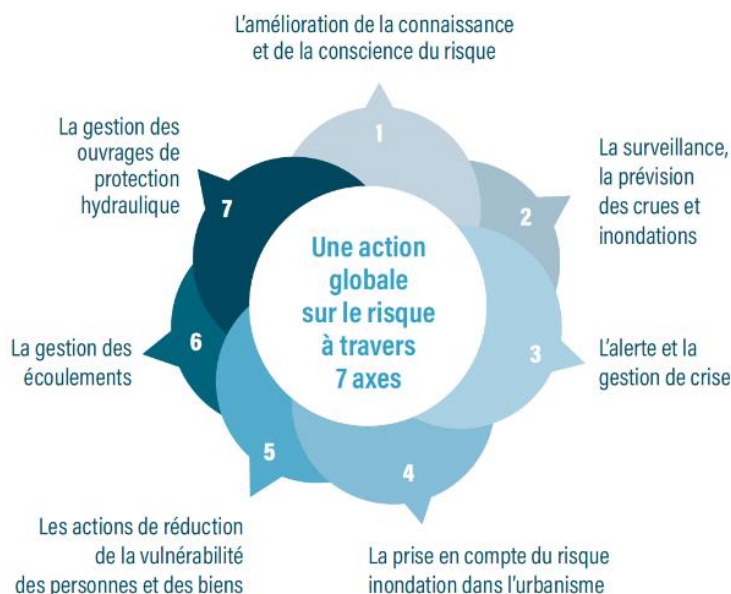 L'amélioration de la connaissance
et de la conscience du risque
1
La surveillance,
la prévision
des crues et
inondations
2
L'alerte et la
gestion de crise
3
La prise en compte du risque
inondation dans l'urbanisme
4
Les actions de réduction
de la vulnérabilité
des personnes et des biens
5
La gestion des
écoulements
6
La gestion des
ouvrages de
protection
hydraulique
7
Une action
globale
sur le risque
à travers
7 axes